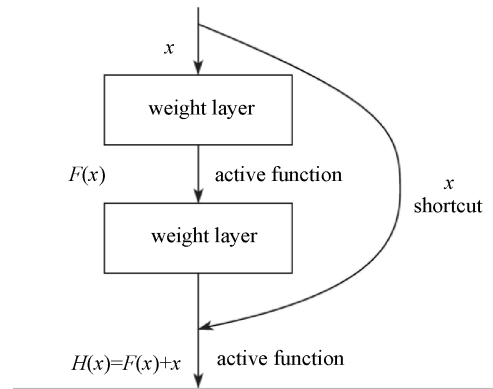 x
weight layer
F(x)
active function
x
shortcut
weight layer
H(x)=F(x)+x
active function